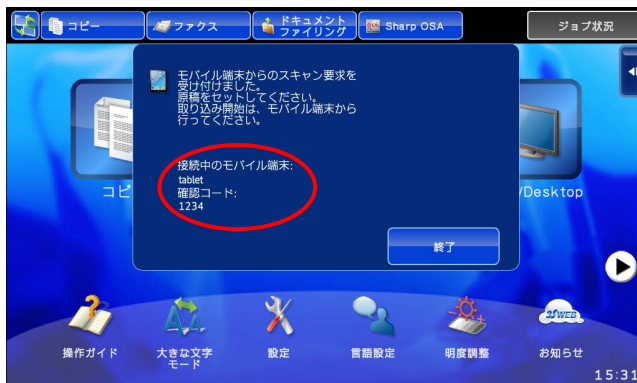 コピー
ファクス
ドキュメント
ファイリング
Sharp OSA
ジョブ状況
モバイル端末からのスキャン要求を
受け付けました。
原稿をセットしてください。
取り込み開始は、モバイル端末から
行ってください。
接続中のモバイル端末:
tablet
確認コード:
1234
終了
コピ
/Desktop
操作ガイド
大きな文字
モード
設定
言語設定
明度調整
WEB
お知らせ
15:31